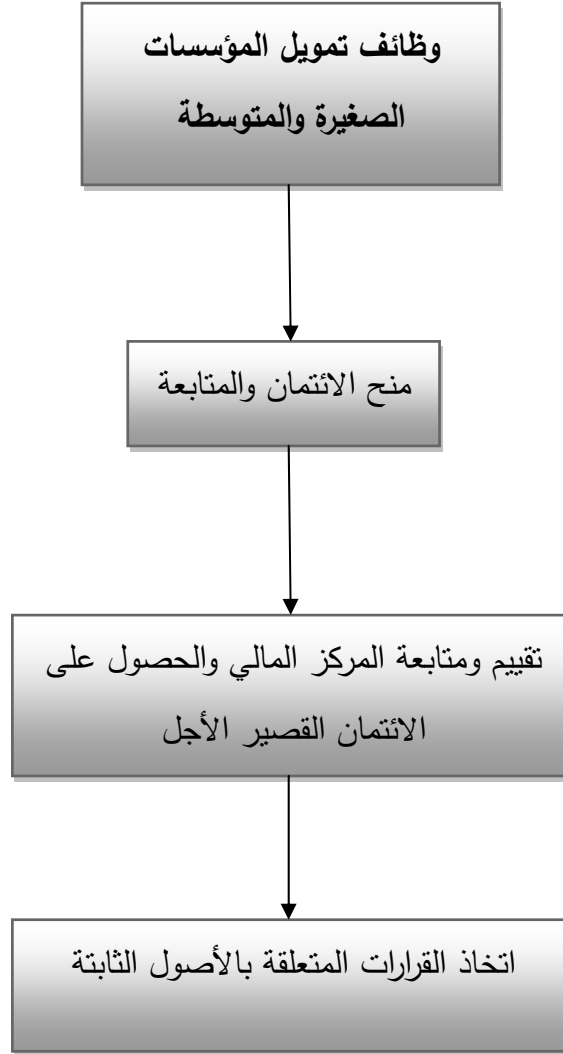 وظائف تمويل المؤسسات
الصغيرة والمتوسطة
منح الائتمان والمتابعة
تقييم ومتابعة المركز المالي والحصول على
الائتمان القصير الأجل
اتخاذ القرارات المتعلقة بالأصول الثابتة